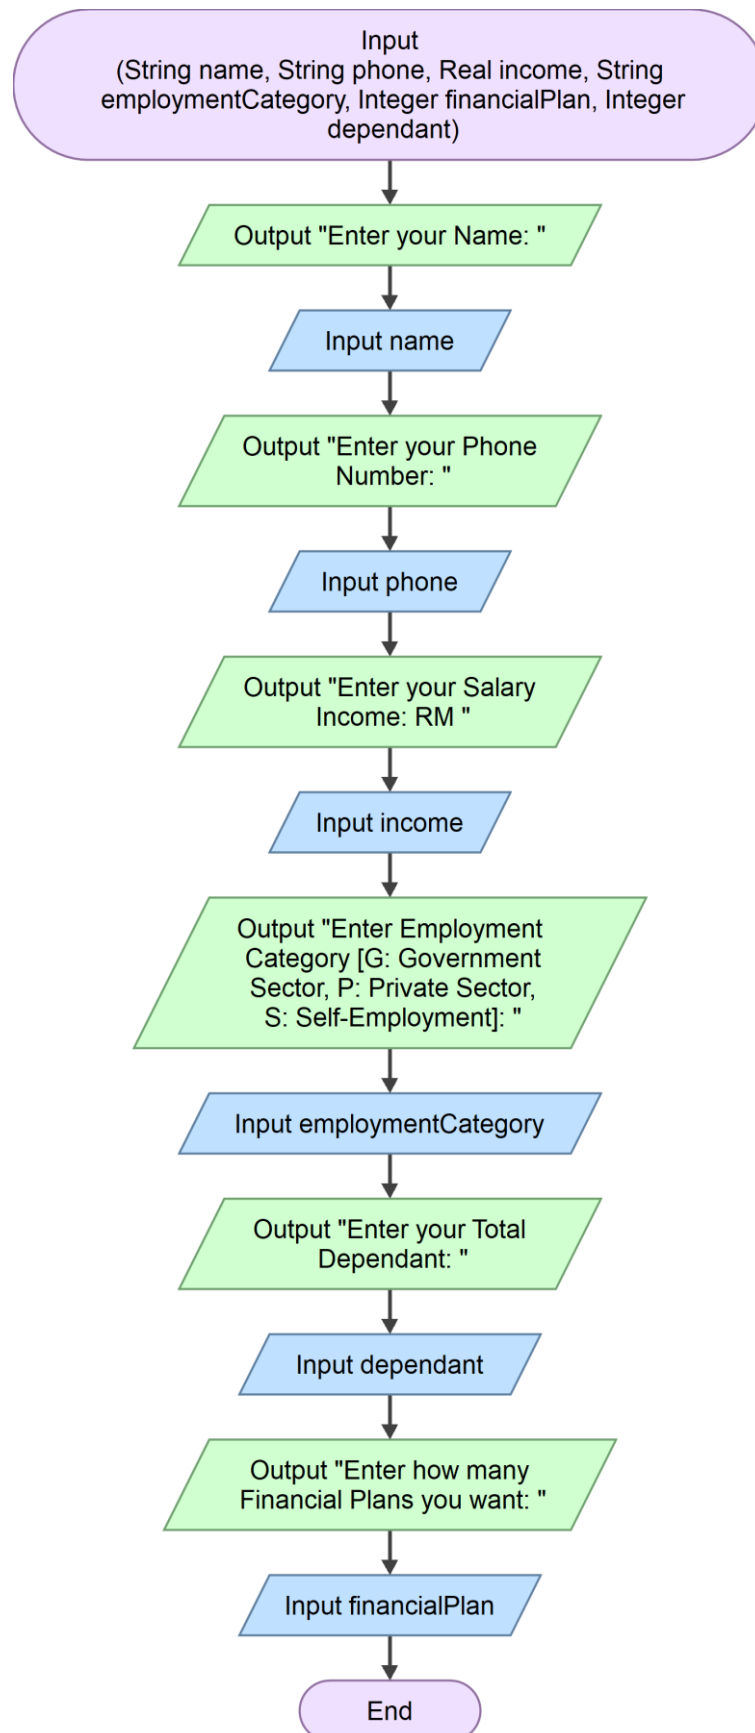 Input
(String name, String phone, Real income, String
employmentCategory, Integer financialPlan, Integer
dependant)
Output "Enter your Name: "
Input name
Output "Enter your Phone
Number: "
Input phone
Output "Enter your Salary
Income: RM "
Input income
Output "Enter Employment
Category [G: Government
Sector, P: Private Sector,
S: Self-Employment]: "
Input employmentCategory
Output "Enter your Total
Dependant: "
Input dependant
Output "Enter how many
Financial Plans you want: "
Input financialPlan
End